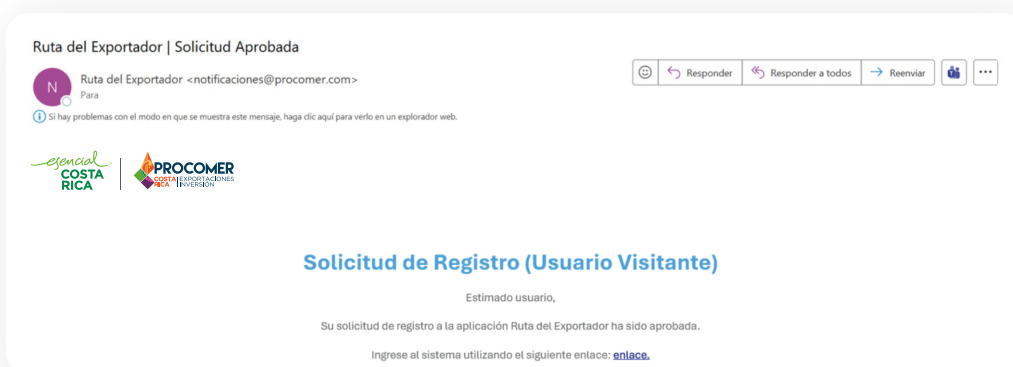 Ruta del Exportador | Solicitud Aprobada
N
Ruta del Exportador <notificaciones@procomer.com>
Para
Responder
Responder a todos
Reenviar
Si hay problemas con el modo en que se muestra este mensaje, haga clic aquí para verlo en un explorador web.
esencial
COSTA
RICA
PROCOMER
COSTA RICA
EXPORTACIONES
INVERSIÓN
Solicitud de Registro (Usuario Visitante)
Estimado usuario,
Su solicitud de registro a la aplicación Ruta del Exportador ha sido aprobada.
Ingrese al sistema utilizando el siguiente enlace: enlace.